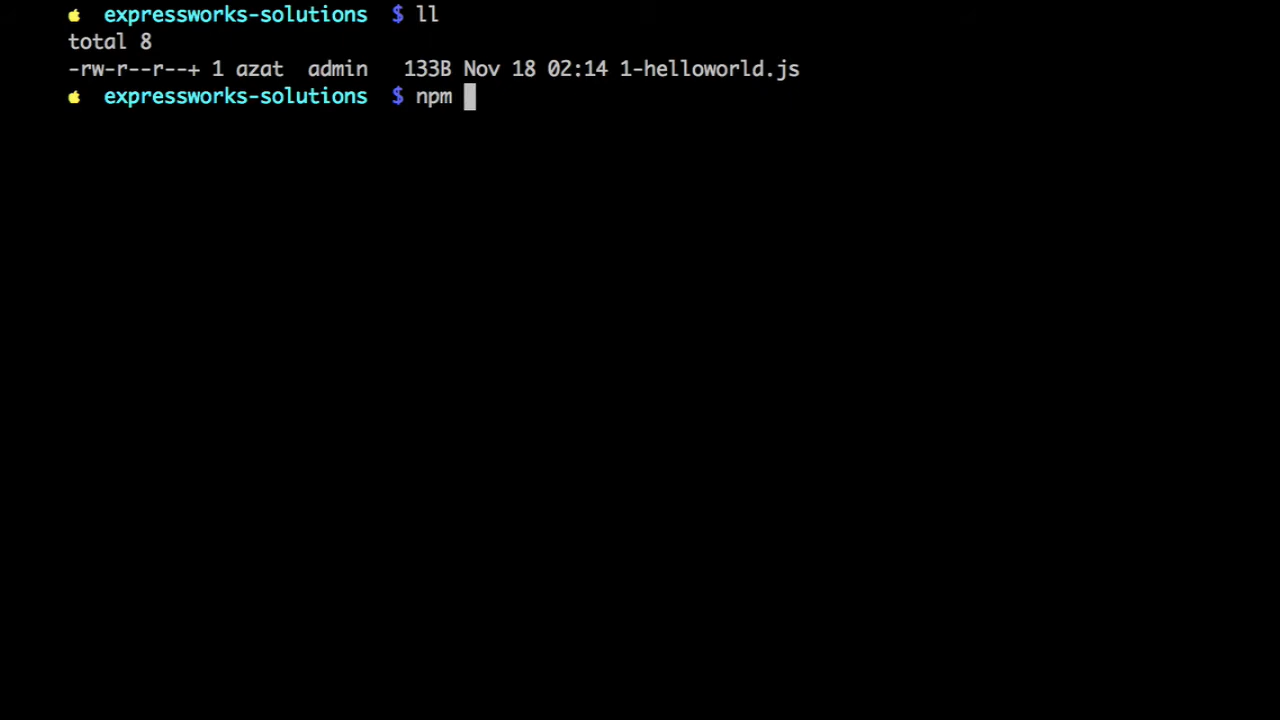 expressworks-solutions $ ll
total 8
-rw-r--r--+ 1 azat  admin   133B Nov 18 02:14 1-helloworld.js
expressworks-solutions $ npm